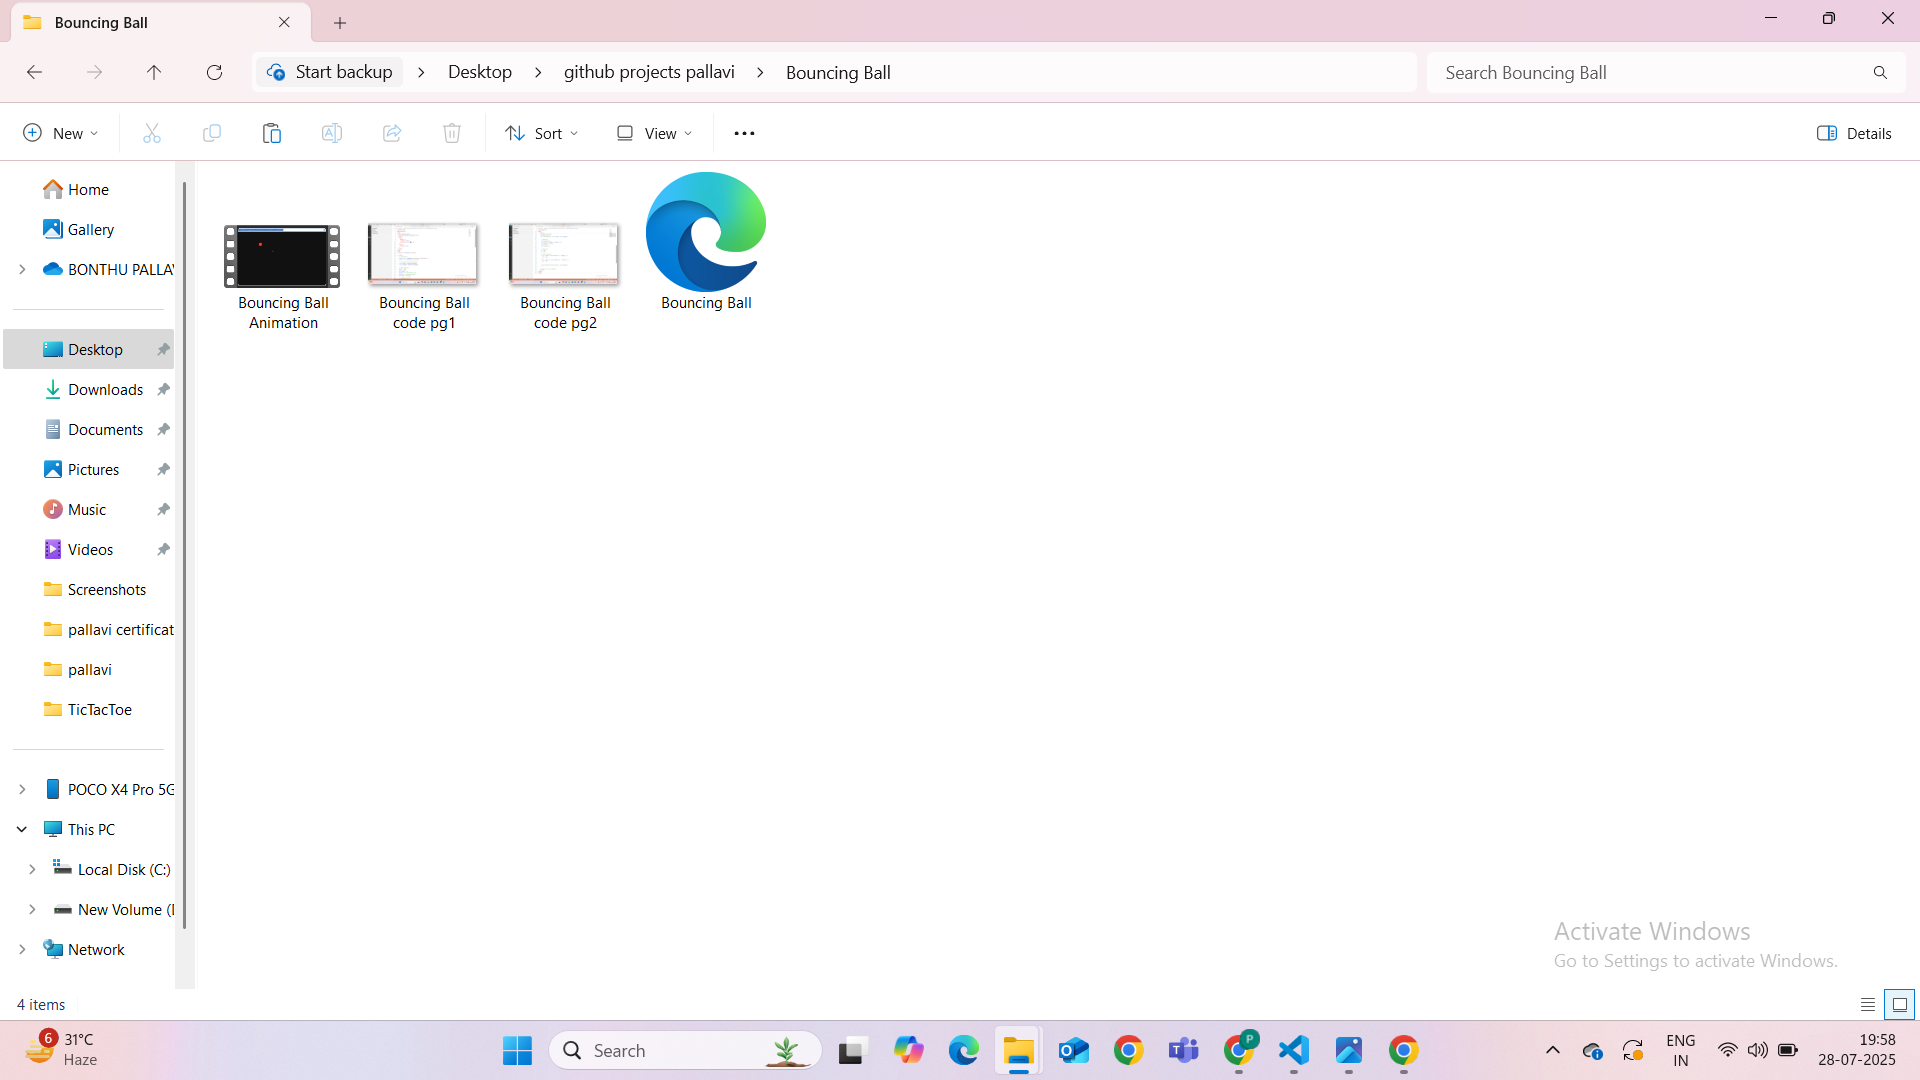 Bouncing Ball
Start backup > Desktop > github projects pallavi > Bouncing Ball
Search Bouncing Ball
New
Sort
View
Details
Home
Gallery
BONTHU PALLAV
Desktop
Downloads
Documents
Pictures
Music
Videos
Screenshots
pallavi certificat
pallavi
TicTacToe
POCO X4 Pro 5G
This PC
Local Disk (C:)
New Volume (
Network
Bouncing Ball
Animation
Bouncing Ball
code pg1
Bouncing Ball
code pg2
Bouncing Ball
Activate Windows
Go to Settings to activate Windows.
4 items
6
31°C
Haze
Search
P
ENG
IN
19:58
28-07-2025